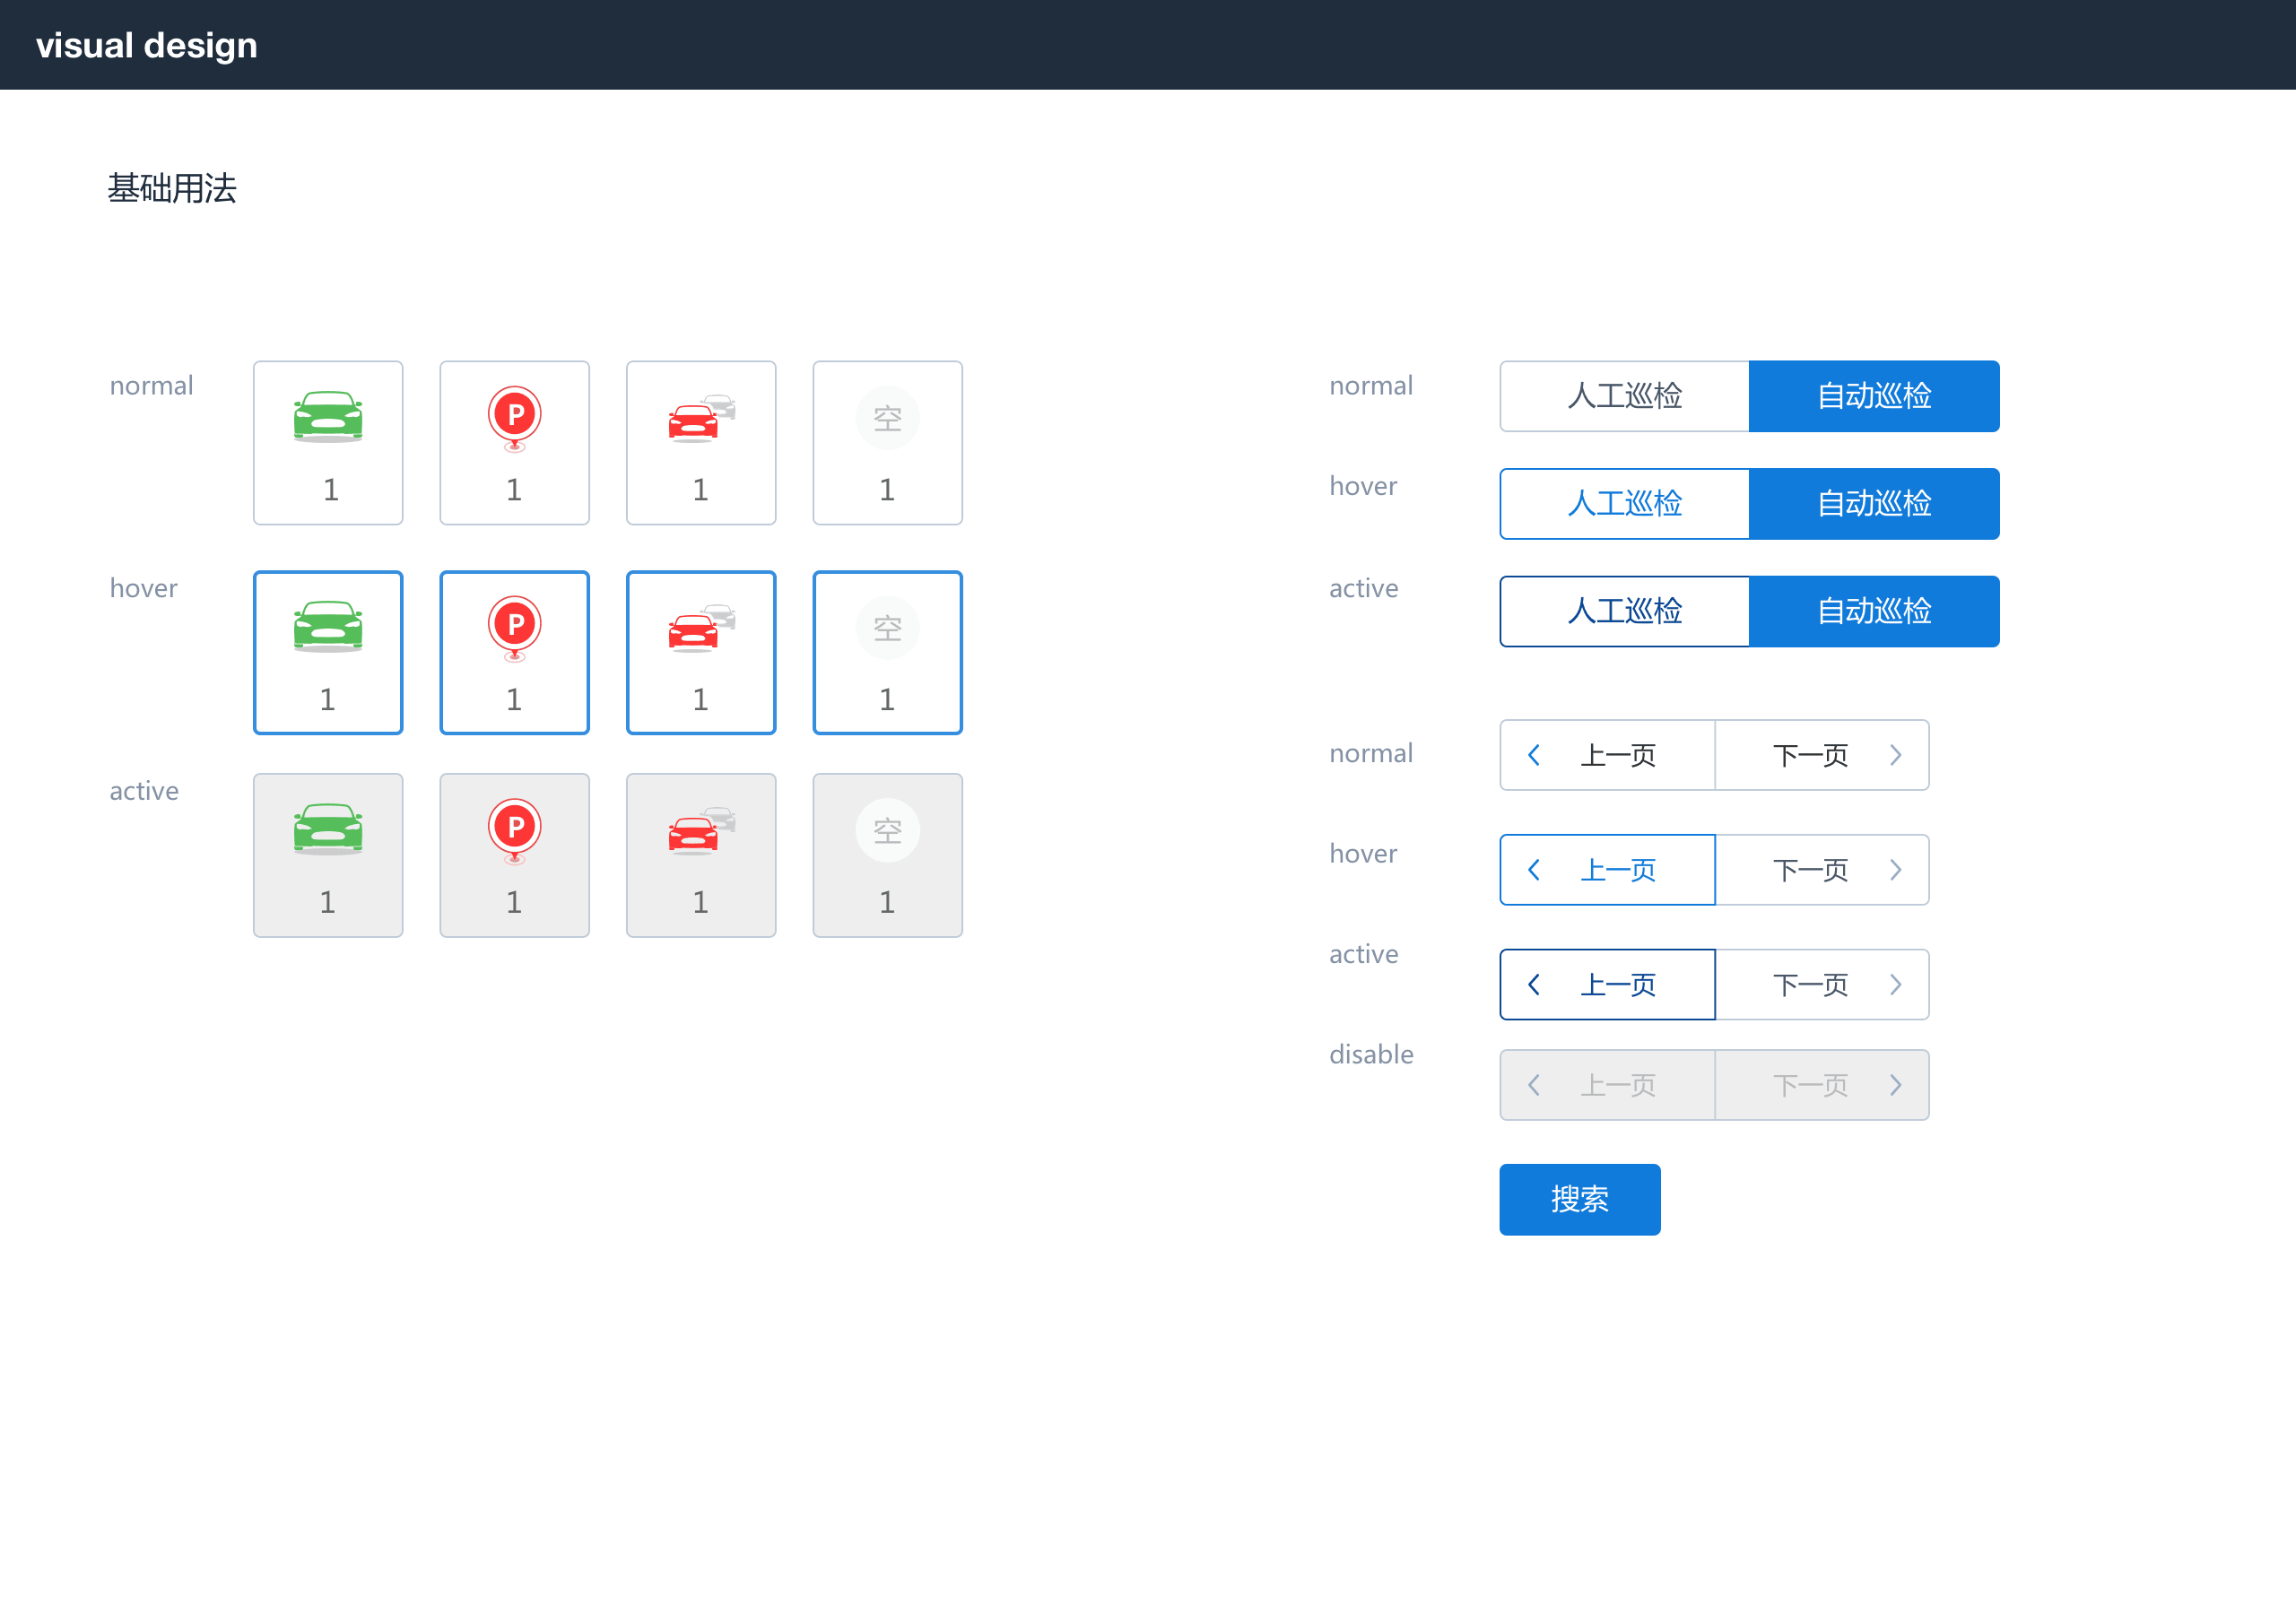 visual design
基础用法
normal
P
空
1
1
1
1
hover
P
空
1
1
1
1
active
P
空
1
1
1
1
normal
人工巡检
自动巡检
hover
人工巡检
自动巡检
active
人工巡检
自动巡检
normal
上一页
下一页
hover
上一页
下一页
active
上一页
下一页
disable
上一页
下一页
搜索